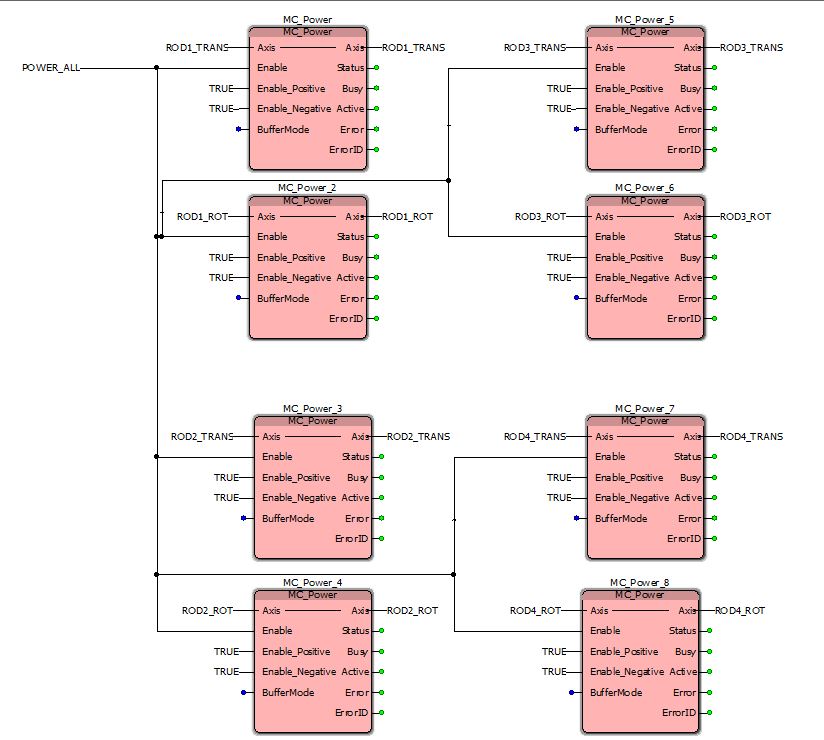 MC_Power
MC_Power
ROD1_TRANS Axis Axis ROD1_TRANS
POWER_ALL Enable Status
TRUE Enable_Positive Busy
TRUE Enable_Negative Active
BufferMode Error
ErrorID
MC_Power_5
MC_Power
ROD3_TRANS Axis Axis ROD3_TRANS
Enable Status
TRUE Enable_Positive Busy
TRUE Enable_Negative Active
BufferMode Error
ErrorID
MC_Power_2
MC_Power
ROD1_ROT Axis Axis ROD1_ROT
Enable Status
TRUE Enable_Positive Busy
TRUE Enable_Negative Active
BufferMode Error
ErrorID
MC_Power_6
MC_Power
ROD3_ROT Axis Axis ROD3_ROT
Enable Status
TRUE Enable_Positive Busy
TRUE Enable_Negative Active
BufferMode Error
ErrorID
MC_Power_3
MC_Power
ROD2_TRANS Axis Axis ROD2_TRANS
Enable Status
TRUE Enable_Positive Busy
TRUE Enable_Negative Active
BufferMode Error
ErrorID
MC_Power_7
MC_Power
ROD4_TRANS Axis Axis ROD4_TRANS
Enable Status
TRUE Enable_Positive Busy
TRUE Enable_Negative Active
BufferMode Error
ErrorID
MC_Power_4
MC_Power
ROD2_ROT Axis Axis ROD2_ROT
Enable Status
TRUE Enable_Positive Busy
TRUE Enable_Negative Active
BufferMode Error
ErrorID
MC_Power_8
MC_Power
ROD4_ROT Axis Axis ROD4_ROT
Enable Status
TRUE Enable_Positive Busy
TRUE Enable_Negative Active
BufferMode Error
ErrorID